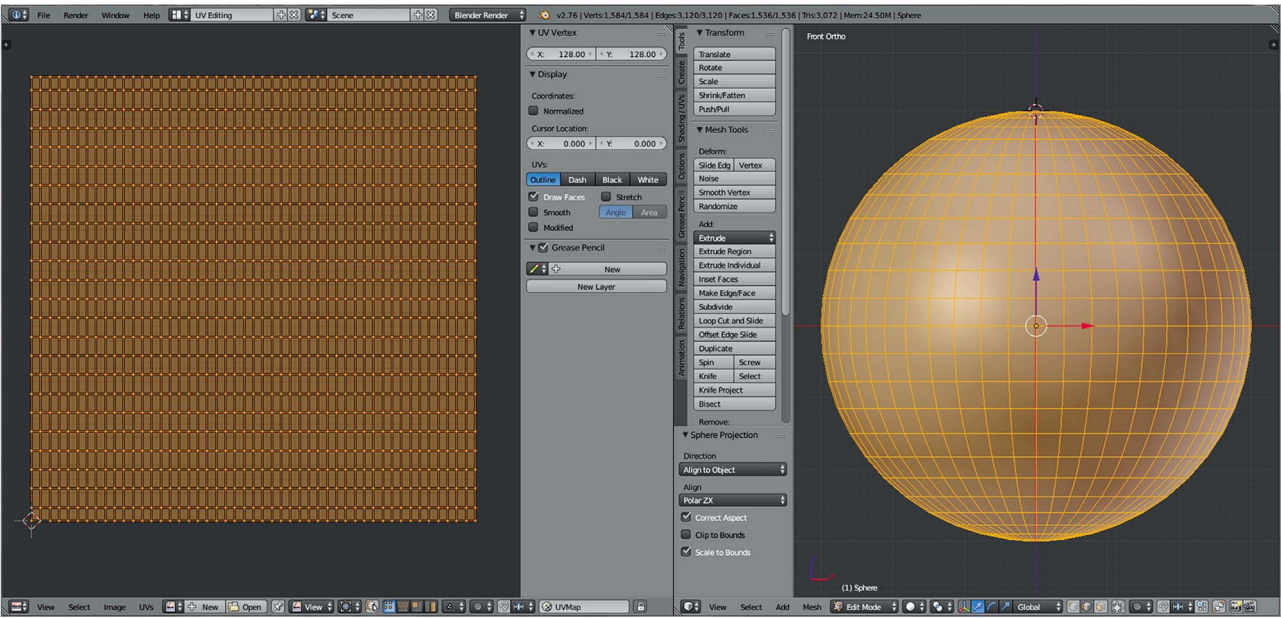 File Render Window Help UV Editing Scene Blender Render v2.76 | Verts:1,584/1,584 | Edges:3,120/3,120 | Faces:1,536/1,536 | Tris:3,072 | Mem:24.50M | Sphere
UV Vertex
X: 128.00 Y: 128.00
Display
Coordinates:
Normalized
Cursor Location:
X: 0.000 Y: 0.000
UVs:
Outline Dash Black White
Draw Faces Stretch
Smooth Angle Area
Modified
Grease Pencil
New
New Layer
Tools
Create
Shading / UVs
Options
Grease Pencil
Navigation
Relations
Animation
Transform
Translate
Rotate
Scale
Shrink/Fatten
Push/Pull
Mesh Tools
Deform:
Slide Edg Vertex
Noise
Smooth Vertex
Randomize
Add:
Extrude
Extrude Region
Extrude Individual
Inset Faces
Make Edge/Face
Subdivide
Loop Cut and Slide
Offset Edge Slide
Duplicate
Spin Screw
Knife Select
Knife Project
Bisect
Remove:
Sphere Projection
Direction
Align to Object
Align
Polar ZX
Correct Aspect
Clip to Bounds
Scale to Bounds
Front Ortho
(1) Sphere
View Select Image UVs New Open View UVMap
View Select Add Mesh Edit Mode Global